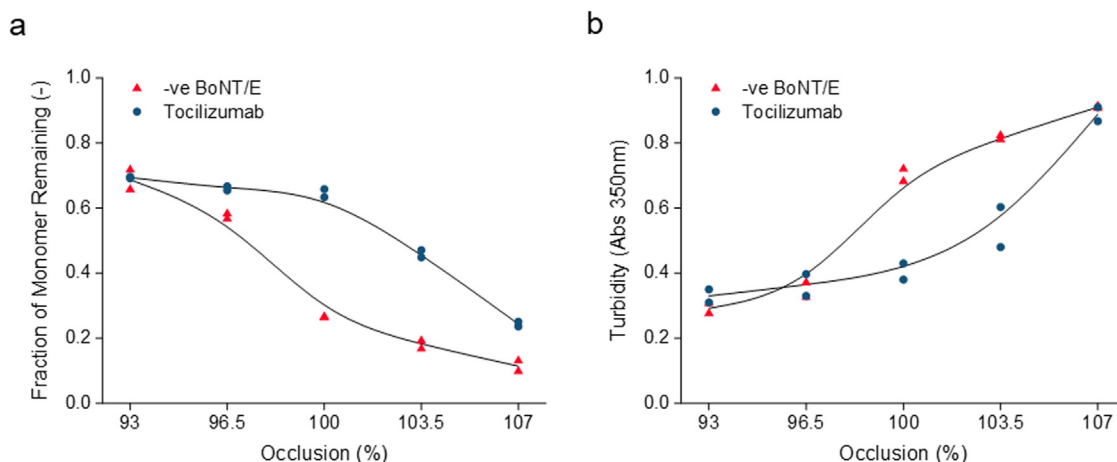 a
-ve BoNT/E
Tocilizumab
Fraction of Monomer Remaining (-)
1.0
0.8
0.6
0.4
0.2
0.0
93 96.5 100 103.5 107
Occlusion (%)
b
-ve BoNT/E
Tocilizumab
Turbidity (Abs 350nm)
1.0
0.8
0.6
0.4
0.2
0.0
93 96.5 100 103.5 107
Occlusion (%)